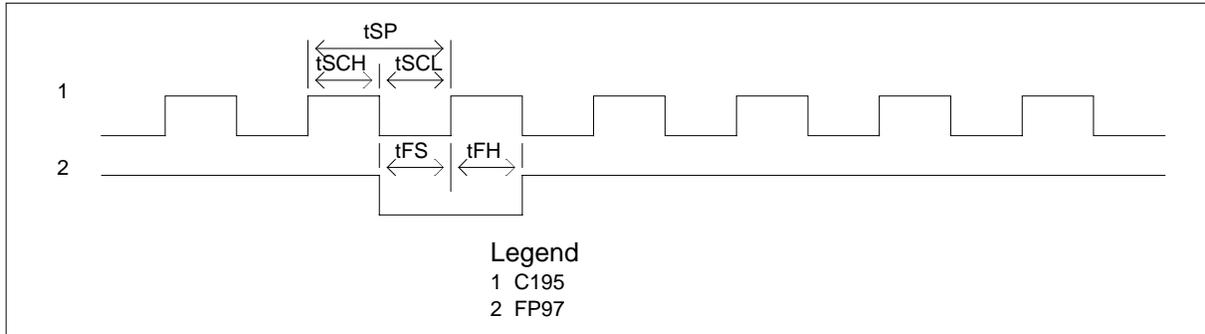 tSP
tSCH tSCL
1
tFS tFH
2
Legend
1 C195
2 FP97